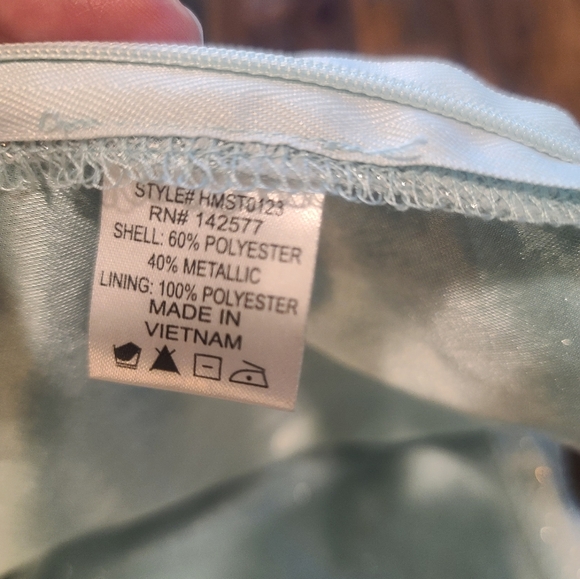 STYLE# HMST0123
RN# 142577
SHELL: 60% POLYESTER
40% METALLIC
LINING: 100% POLYESTER
MADE IN
VIETNAM